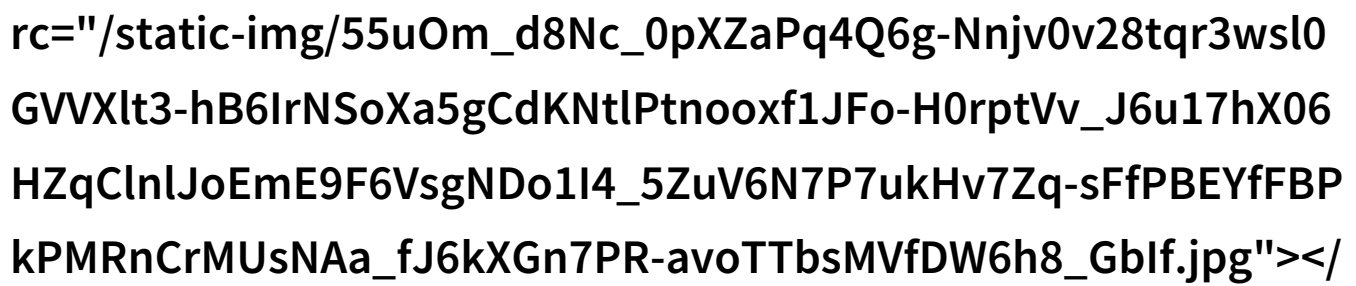 rc="/static-img/55uOm_d8Nc_0pXZaPq4Q6g-Nnjv0v28tqr3wsl0
GVVXlt3-hB6IrNSoXa5gCdKNtlPtnooxf1JFo-H0rptVv_J6u17hX06
HZqClnlJoEmE9F6VsgNDo1I4_5ZuV6N7P7ukHv7Zq-sFfPBEYfFBP
kPMRnCrMUsNAa_fJ6kXGn7PR-avoTTbsMVfDW6h8_GbIf.jpg"></